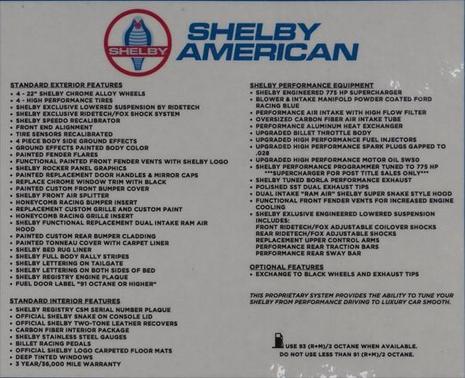 SHELBY
SHELBY
AMERICAN
STANDARD EXTERIOR FEATURES
• 4 - 22" SHELBY CHROME ALLOY WHEELS
• 4 - HIGH PERFORMANCE TIRES
• SHELBY EXCLUSIVE LOWERED SUSPENSION BY RIDETECH
• SHELBY EXCLUSIVE RIDETECH/FOX SHOCK SYSTEM
• SHELBY SPEEDO RECALIBRATOR
• FRONT END ALIGNMENT
• TIRE SENSORS RECALIBRATED
• 4 PIECE BODY SIDE GROUND EFFECTS
• GROUND EFFECTS PAINTED BODY COLOR
• PAINTED FENDER FLARES
• FUNCTIONAL PAINTED FRONT FENDER VENTS WITH SHELBY LOGO
• SHELBY ROCKER PANEL GRAPHICS
• PAINTED REPLACEMENT DOOR HANDLES & MIRROR CAPS
• REPLACE CHROME WINDOW TRIM WITH BLACK
• PAINTED CUSTOM FRONT BUMPER COVER
• SHELBY FRONT AIR SPLITTER
• HONEYCOMB RACING BUMPER INSERT
• REPLACEMENT CUSTOM GRILLE AND CUSTOM PAINT
• HONEYCOMB RACING GRILLE INSERT
• SHELBY FUNCTIONAL REPLACEMENT DUAL INTAKE RAM AIR
HOOD
• PAINTED CUSTOM REAR BUMPER CLADDING
• PAINTED TONNEAU COVER WITH CARPET LINER
• SHELBY BED RUG LINER
• SHELBY FULL BODY RALLY STRIPES
• SHELBY LETTERING ON TAILGATE
• SHELBY LETTERING ON BOTH SIDES OF BED
• SHELBY REGISTRY ENGINE PLAQUE
• FUEL DOOR LABEL "91 OCTANE OR HIGHER"
STANDARD INTERIOR FEATURES
• SHELBY REGISTRY CSM SERIAL NUMBER PLAQUE
• OFFICIAL SHELBY SNAKE ON CONSOLE LID
• OFFICIAL SHELBY TWO-TONE LEATHER RECOVERS
• CARBON FIBER INTERIOR PACKAGE
• SHELBY STAINLESS STEEL GAUGES
• BILLET RACING PEDALS
• OFFICIAL SHELBY LOGO CARPETED FLOOR MATS
• DEEP TINTED WINDOWS
• 3 YEAR/36,000 MILE WARRANTY
SHELBY PERFORMANCE EQUIPMENT
• SHELBY ENGINEERED 775 HP SUPERCHARGER
• BLOWER & INTAKE MANIFOLD POWDER COATED FORD
RACING BLUE
• PERFORMANCE AIR INTAKE WITH HIGH FLOW FILTER
• OVERSIZED CARBON FIBER AIR INTAKE TUBE
• PERFORMANCE ALUMINUM HEAT EXCHANGER
• UPGRADED BILLET THROTTLE BODY
• UPGRADED HIGH PERFORMANCE FUEL INJECTORS
• UPGRADED HIGH PERFORMANCE SPARK PLUGS GAPPED TO
.028
• UPGRADED HIGH PERFORMANCE MOTOR OIL 5W50
• SHELBY PERFORMANCE PROGRAMMER TUNED TO 775 HP
***SUPERCHARGER FOR POST TITLE SALES ONLY***
• SHELBY TUNED BORLA PERFORMANCE EXHAUST
• POLISHED SST DUAL EXHAUST TIPS
• DUAL INTAKE "RAM AIR" SHELBY SUPER SNAKE STYLE HOOD
• FUNCTIONAL FRONT FENDER VENTS FOR INCREASED ENGINE
COOLING
• SHELBY EXLUSIVE ENGINEERED LOWERED SUSPENSION
INCLUDES:
FRONT RIDETECH/FOX ADJUSTABLE COILOVER SHOCKS
REAR RIDETECH/FOX ADJUSTABLE SHOCKS
REPLACEMENT UPPER CONTROL ARMS
PERFORMANCE REAR TRACTION BARS
PERFORMANCE REAR SWAY BAR
OPTIONAL FEATURES
• EXCHANGE TO BLACK WHEELS AND EXHAUST TIPS
THIS PROPRIETARY SYSTEM PROVIDES THE ABILITY TO TUNE YOUR
SHELBY FROM PERFORMANCE DRIVING TO LUXURY CAR SMOOTH.
USE 93 (R+M)/2 OCTANE WHEN AVAILABLE.
DO NOT USE LESS THAN 91 (R+M)/2 OCTANE.